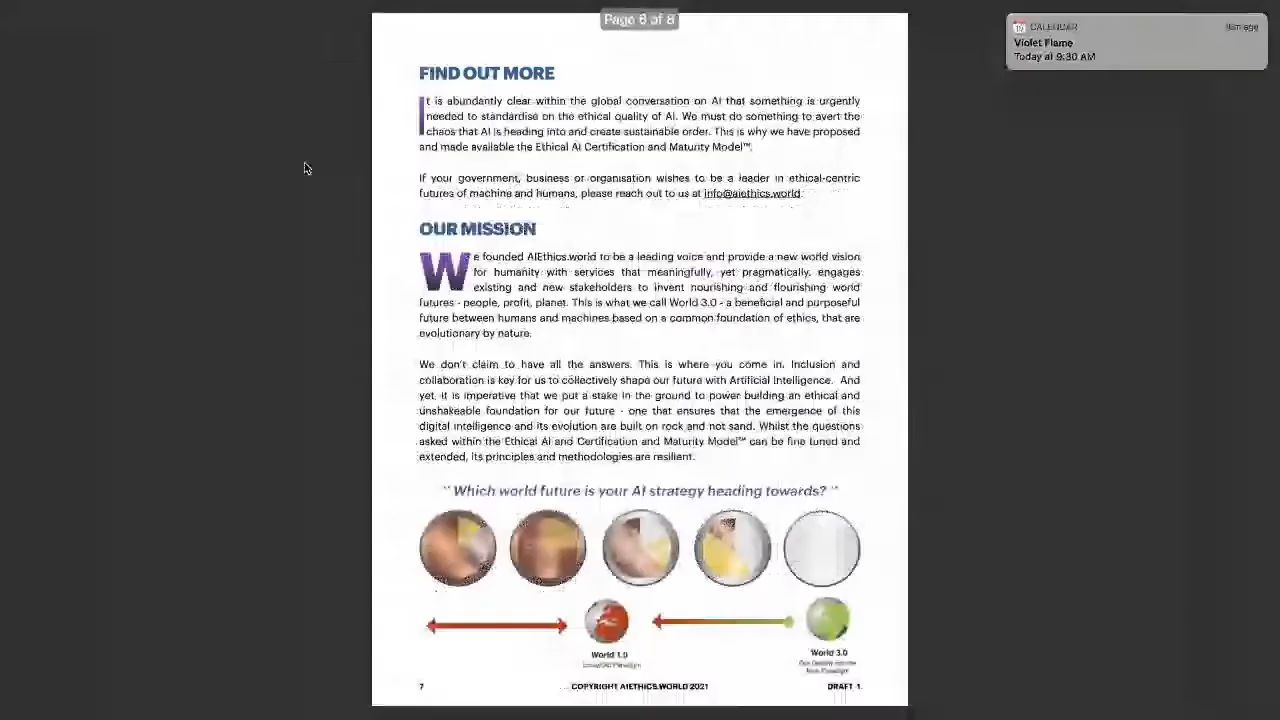 Page 6 of 8
CALENDAR
9m ago
Violet Flame
Today at 9:30 AM
FIND OUT MORE
It is abundantly clear within the global conversation on AI that something is urgently
needed to standardise on the ethical quality of AI. We must do something to avert the
chaos that AI is heading into and create sustainable order. This is why we have proposed
and made available the Ethical AI Certification and Maturity Model™.
If your government, business or organisation wishes to be a leader in ethical-centric
futures of machine and humans, please reach out to us at info@aiethics.world.
OUR MISSION
We founded AIEthics.world to be a leading voice and provide a new world vision
for humanity with services that meaningfully, yet pragmatically, engages
existing and new stakeholders to invent nourishing and flourishing world
futures - people, profit, planet. This is what we call World 3.0 - a beneficial and purposeful
future between humans and machines based on a common foundation of ethics, that are
evolutionary by nature.
We don't claim to have all the answers. This is where you come in. Inclusion and
collaboration is key for us to collectively shape our future with Artificial Intelligence. And
yet, it is imperative that we put a stake in the ground to power building an ethical and
unshakeable foundation for our future - one that ensures that the emergence of this
digital intelligence and its evolution are built on rock and not sand. Whilst the questions
asked within the Ethical AI and Certification and Maturity Model™ can be fine tuned and
extended, its principles and methodologies are resilient.
" Which world future is your AI strategy heading towards? "
World 1.0
World 3.0
7
COPYRIGHT AIETHICS.WORLD 2021
DRAFT 1